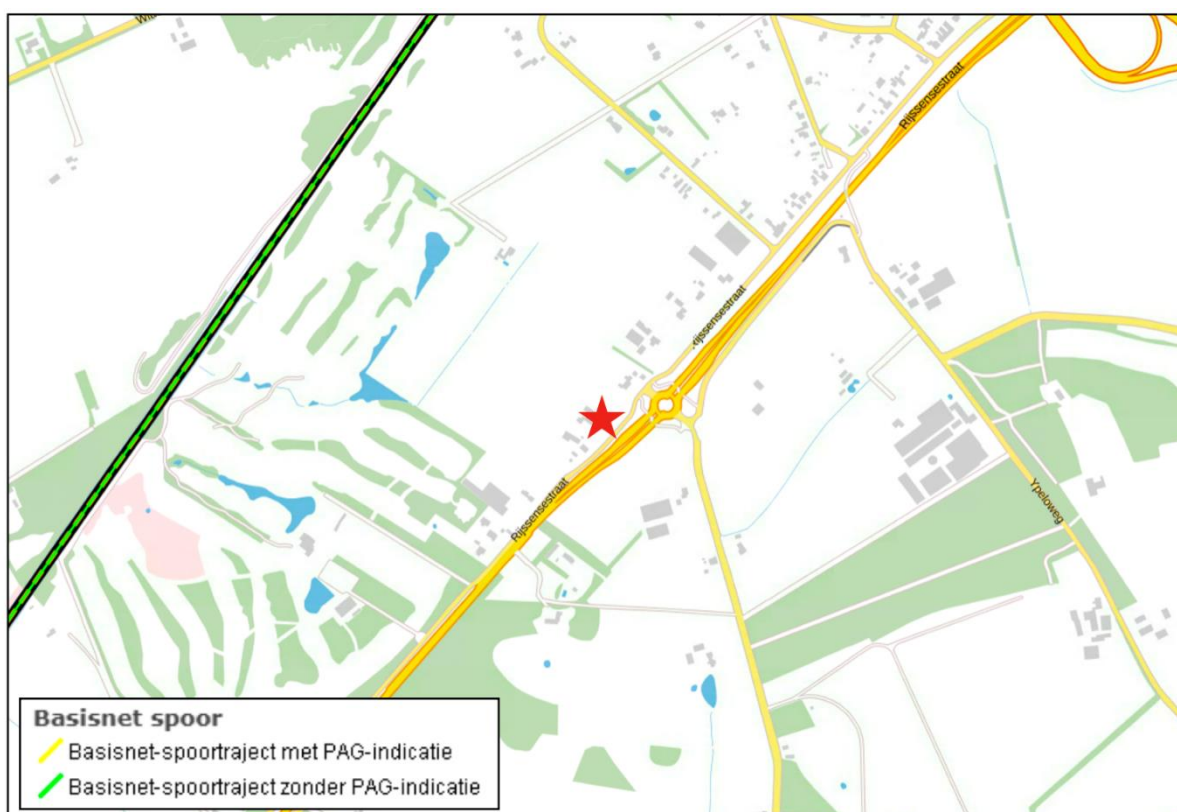 Rijssensestraat
Rijssensestraat
Rijssensestraat
Ypeloweg
Basisnet spoor
Basisnet-spoortraject met PAG-indicatie
Basisnet-spoortraject zonder PAG-indicatie